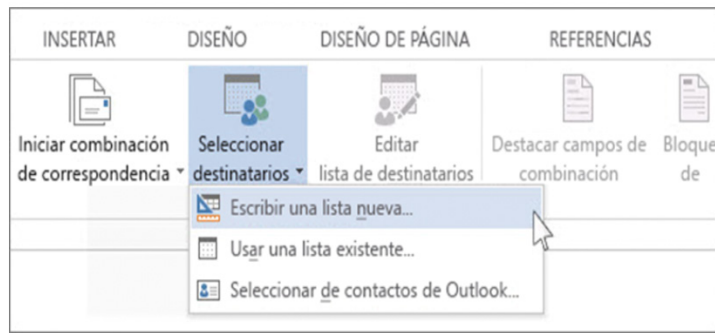 INSERTAR DISEÑO DISEÑO DE PÁGINA REFERENCIAS
Iniciar combinación de correspondencia
Seleccionar destinatarios
Editar lista de destinatarios
Destacar campos de combinación
Bloque de
Escribir una lista nueva...
Usar una lista existente...
Seleccionar de contactos de Outlook...